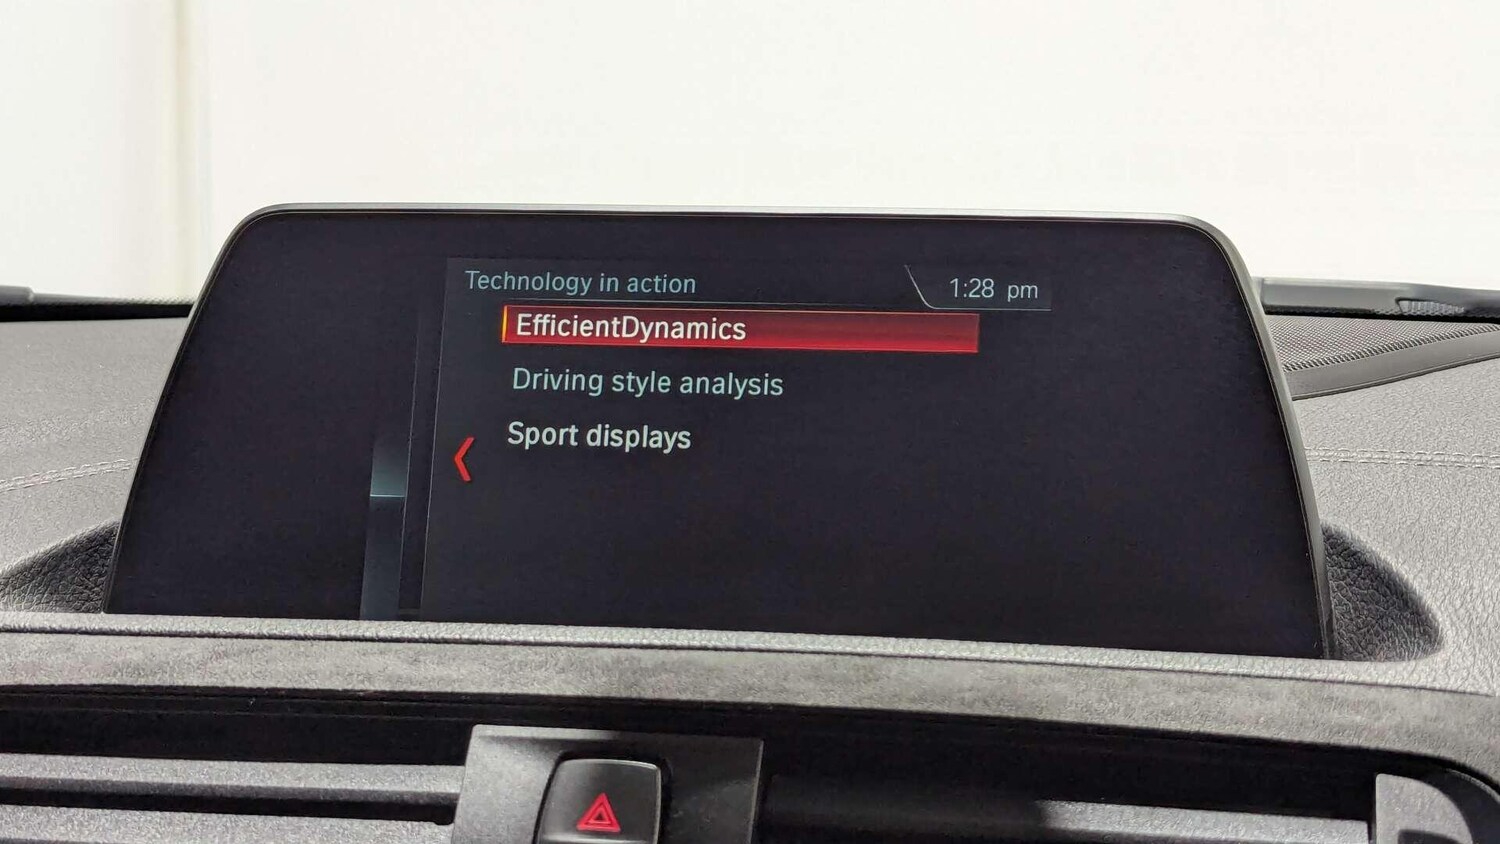 Technology in action
1:28 pm
EfficientDynamics
Driving style analysis
Sport displays